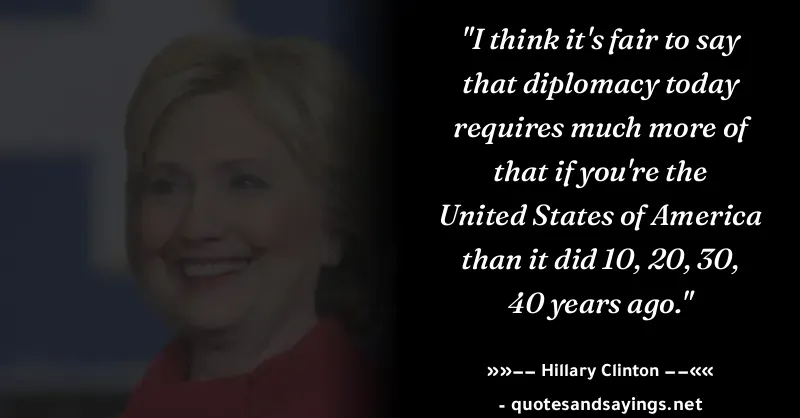 "I think it's fair to say
that diplomacy today
requires much more of
that if you're the
United States of America
than it did 10, 20, 30,
40 years ago."
»»–– Hillary Clinton ––««
- quotesandsayings.net